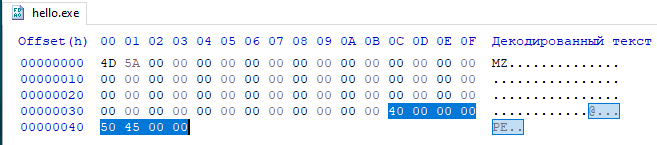 hello.exe
Offset(h) 00 01 02 03 04 05 06 07 08 09 0A 0B 0C 0D 0E 0F Декодированный текст
00000000 4D 5A 00 00 00 00 00 00 00 00 00 00 00 00 00 00 MZ..............
00000010 00 00 00 00 00 00 00 00 00 00 00 00 00 00 00 00 ................
00000020 00 00 00 00 00 00 00 00 00 00 00 00 00 00 00 00 ................
00000030 00 00 00 00 00 00 00 00 00 00 00 00 40 00 00 00 ............@...
00000040 50 45 00 00 PE..